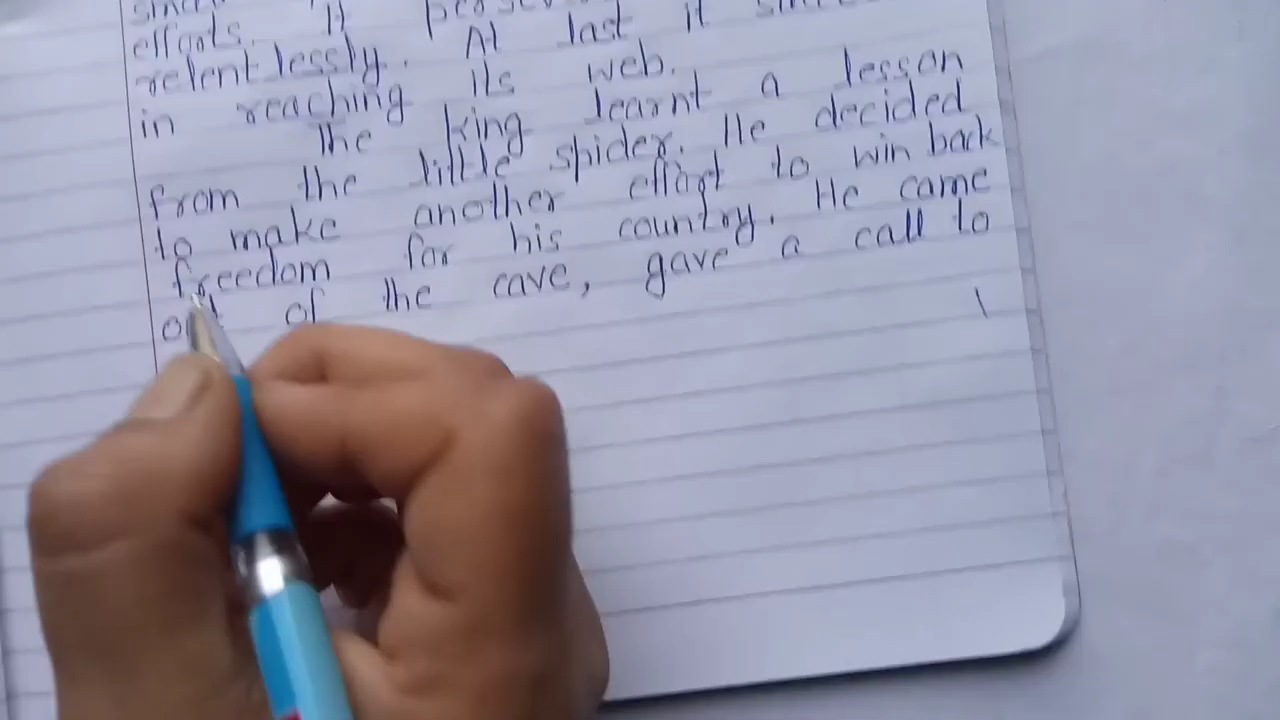 efforts. It
relentlessly. At last it
in reaching its web.
The king learnt a lesson
from the little spider. He decided
to make another effort to win back
freedom for his country. He came
out of the cave, gave a call to